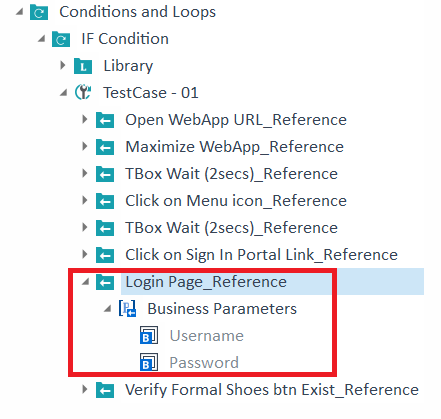 Conditions and Loops
IF Condition
Library
TestCase - 01
Open WebApp URL_Reference
Maximize WebApp_Reference
TBox Wait (2secs)_Reference
Click on Menu icon_Reference
TBox Wait (2secs)_Reference
Click on Sign In Portal Link_Reference
Login Page_Reference
Business Parameters
Username
Password
Verify Formal Shoes btn Exist_Reference